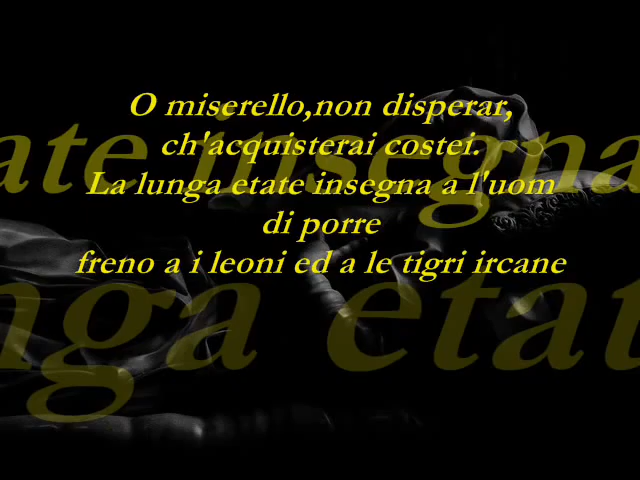 O miserello,non disperar,
ch'acquisterai costei.
La lunga etate insegna a l'uom
di porre
freno a i leoni ed a le tigri ircane
ate insegna
nga etat